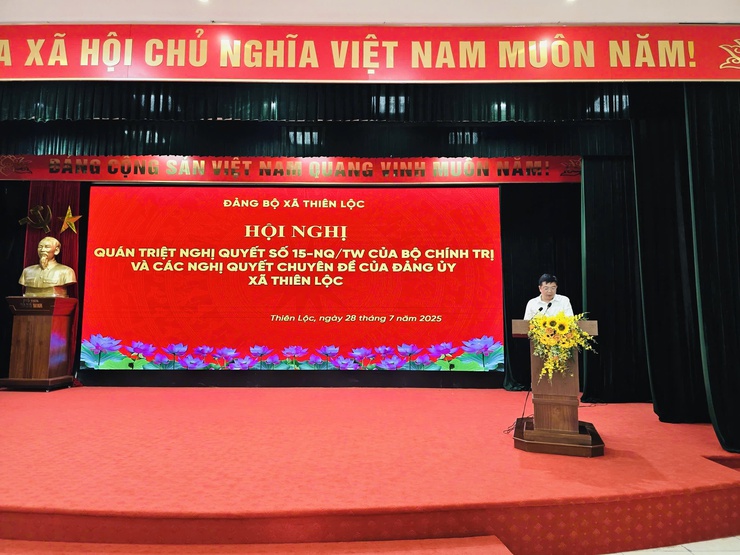 A XÃ HỘI CHỦ NGHĨA VIỆT NAM MUÔN NĂM!
ĐẢNG CỘNG SẢN VIỆT NAM QUANG VINH MUÔN NĂM!
ĐẢNG BỘ XÃ THIÊN LỘC
HỘI NGHỊ
QUÁN TRIỆT NGHỊ QUYẾT SỐ 15-NQ/TW CỦA BỘ CHÍNH TRỊ
VÀ CÁC NGHỊ QUYẾT CHUYÊN ĐỀ CỦA ĐẢNG ỦY
XÃ THIÊN LỘC
Thiên Lộc, ngày 28 tháng 7 năm 2025